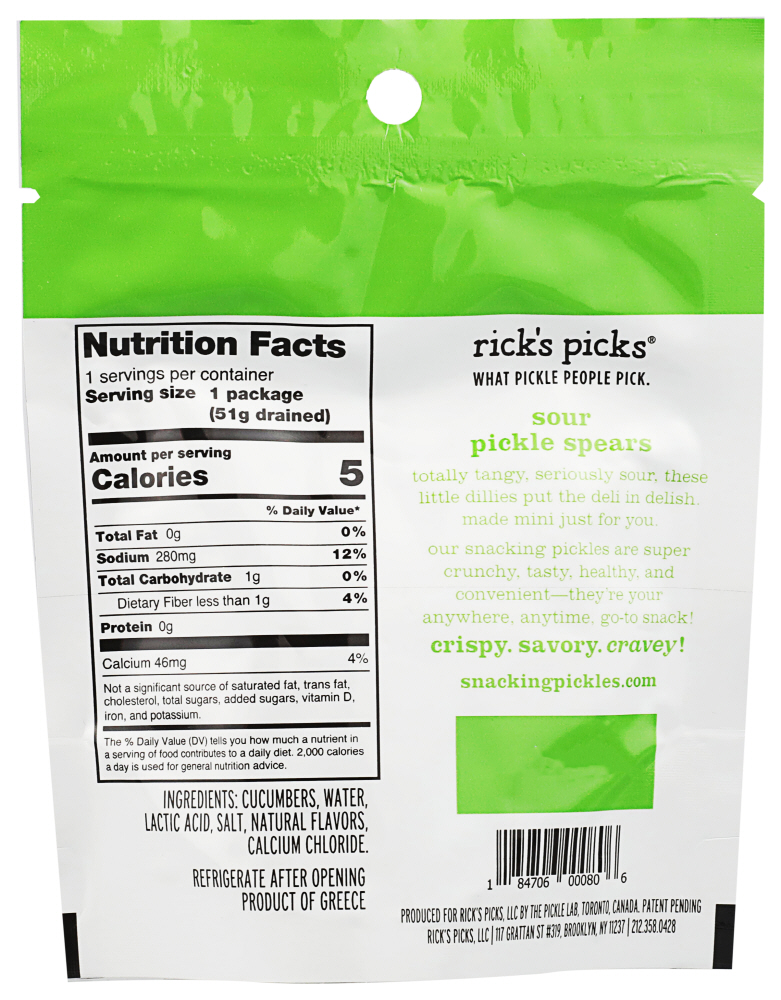 Nutrition Facts
1 servings per container
Serving size 1 package
(51g drained)
Amount per serving
Calories 5
% Daily Value*
Total Fat 0g 0%
Sodium 280mg 12%
Total Carbohydrate 1g 0%
Dietary Fiber less than 1g 4%
Protein 0g
Calcium 46mg 4%
Not a significant source of saturated fat, trans fat,
cholesterol, total sugars, added sugars, vitamin D,
iron, and potassium.
The % Daily Value (DV) tells you how much a nutrient in
a serving of food contributes to a daily diet. 2,000 calories
a day is used for general nutrition advice.
INGREDIENTS: CUCUMBERS, WATER,
LACTIC ACID, SALT, NATURAL FLAVORS,
CALCIUM CHLORIDE.
REFRIGERATE AFTER OPENING
PRODUCT OF GREECE
rick's picks®
WHAT PICKLE PEOPLE PICK.
sour
pickle spears
totally tangy, seriously sour, these
little dillies put the deli in delish.
made mini just for you.
our snacking pickles are super
crunchy, tasty, healthy, and
convenient—they're your
anywhere, anytime, go-to snack!
crispy. savory. cravey!
snackingpickles.com
1 84706 00080 6
PRODUCED FOR RICK'S PICKS, LLC BY THE PICKLE LAB, TORONTO, CANADA. PATENT PENDING
RICK'S PICKS, LLC | 117 GRATTAN ST #319, BROOKLYN, NY 11237 | 212.358.0428